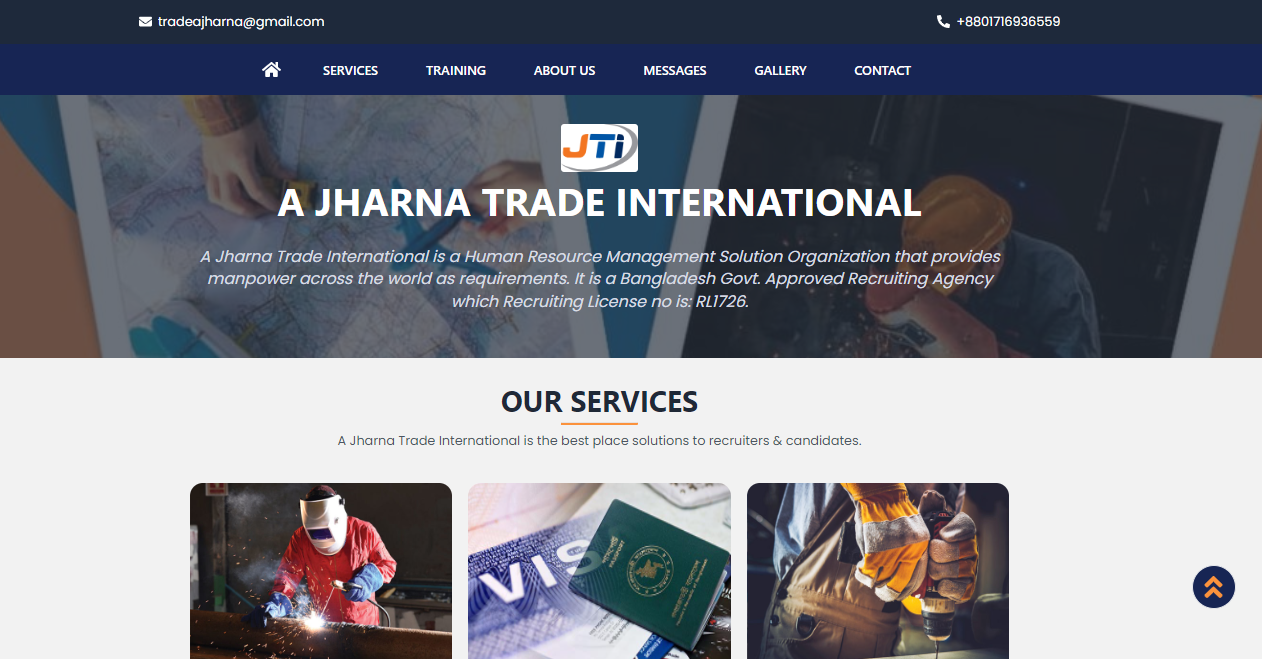 tradeajharna@gmail.com
+8801716936559
SERVICES
TRAINING
ABOUT US
MESSAGES
GALLERY
CONTACT
JTi
A JHARNA TRADE INTERNATIONAL
A Jharna Trade International is a Human Resource Management Solution Organization that provides
manpower across the world as requirements. It is a Bangladesh Govt. Approved Recruiting Agency
which Recruiting License no is: RL1726.
OUR SERVICES
A Jharna Trade International is the best place solutions to recruiters & candidates.
VIS